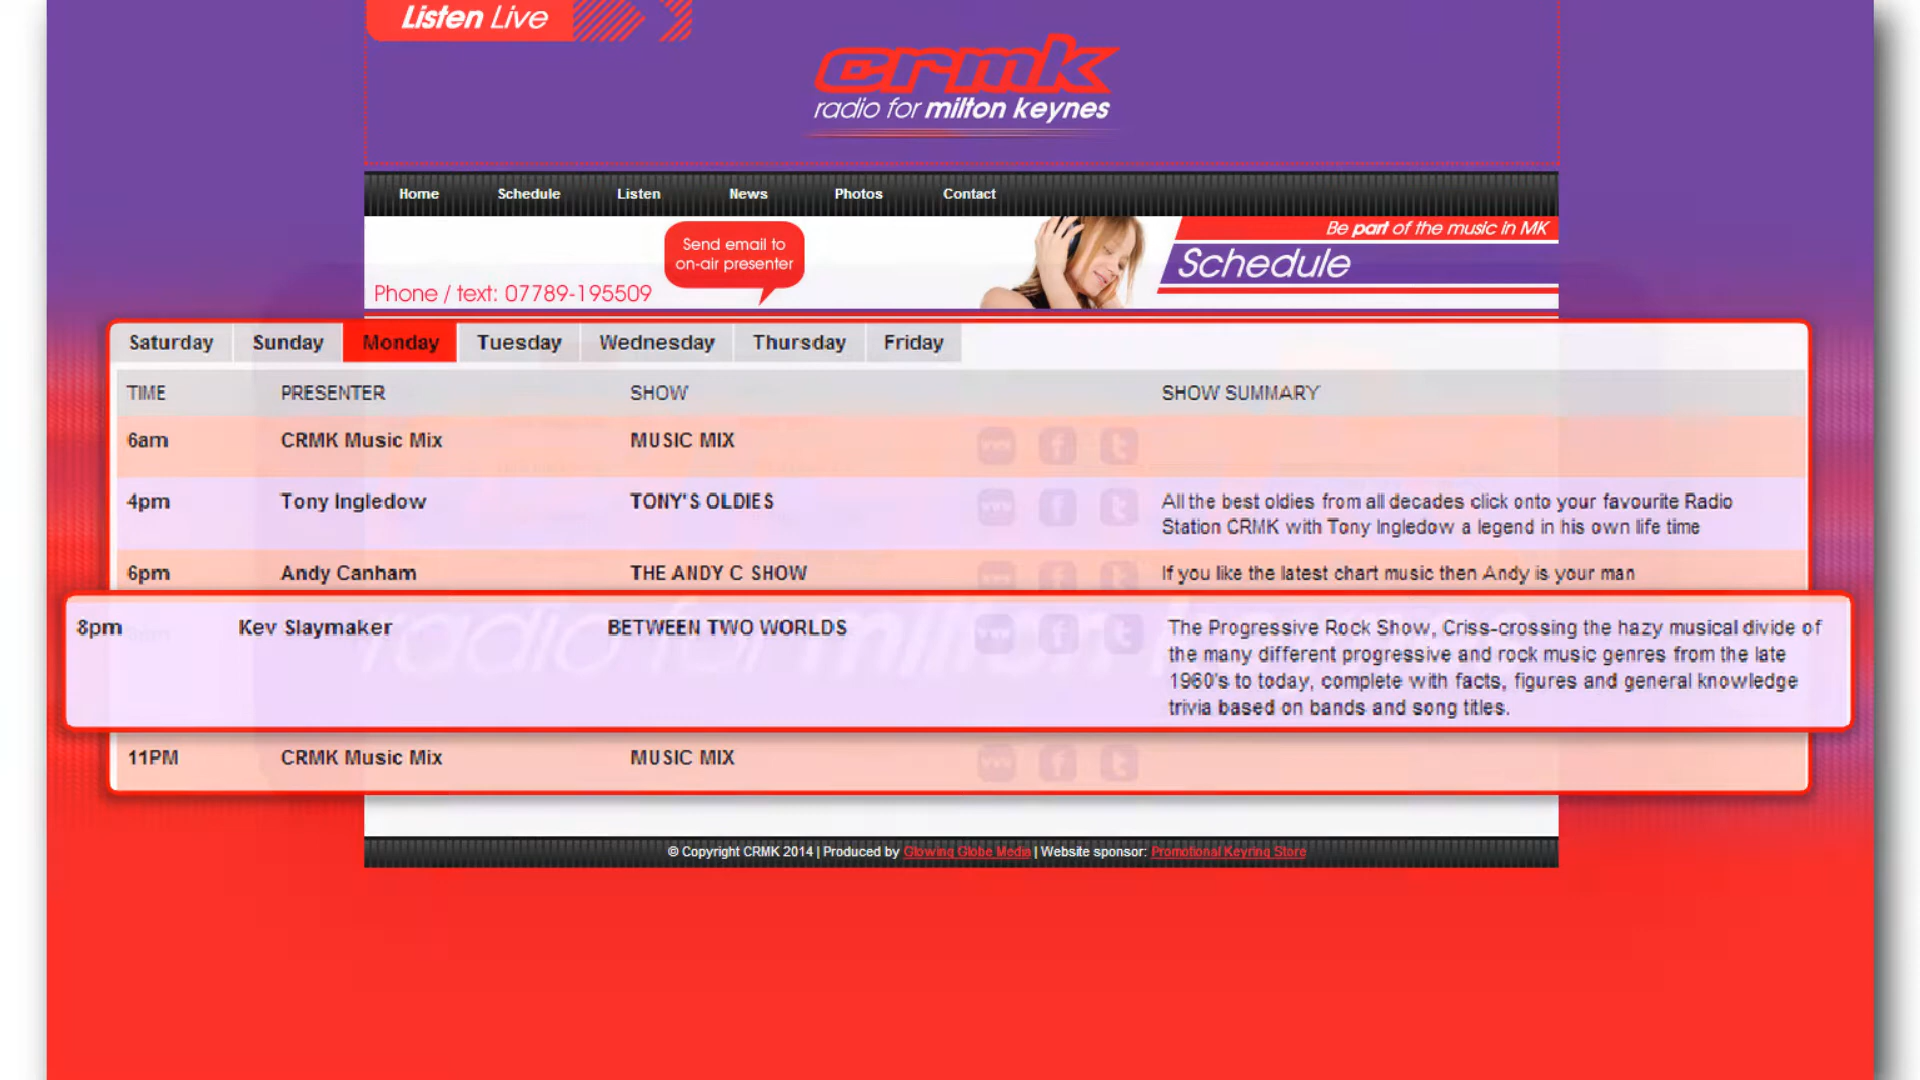 Listen Live
crmk
radio for milton keynes
Home Schedule Listen News Photos Contact
Send email to
on-air presenter
Be part of the music in MK
Schedule
Phone / text: 07789-195509
Saturday Sunday Monday Tuesday Wednesday Thursday Friday
TIME PRESENTER SHOW SHOW SUMMARY
6am CRMK Music Mix MUSIC MIX www f t
4pm Tony Ingledow TONY'S OLDIES www f t All the best oldies from all decades click onto your favourite Radio
Station CRMK with Tony Ingledow a legend in his own life time
6pm Andy Canham THE ANDY C SHOW If you like the latest chart music then Andy is your man
8pm Kev Slaymaker BETWEEN TWO WORLDS www f t The Progressive Rock Show, Criss-crossing the hazy musical divide of
the many different progressive and rock music genres from the late
1960's to today, complete with facts, figures and general knowledge
trivia based on bands and song titles.
radio for milton
11PM CRMK Music Mix MUSIC MIX www f t
© Copyright CRMK 2014 | Produced by Glowing Globe Media | Website sponsor: Promotional Keyring Store